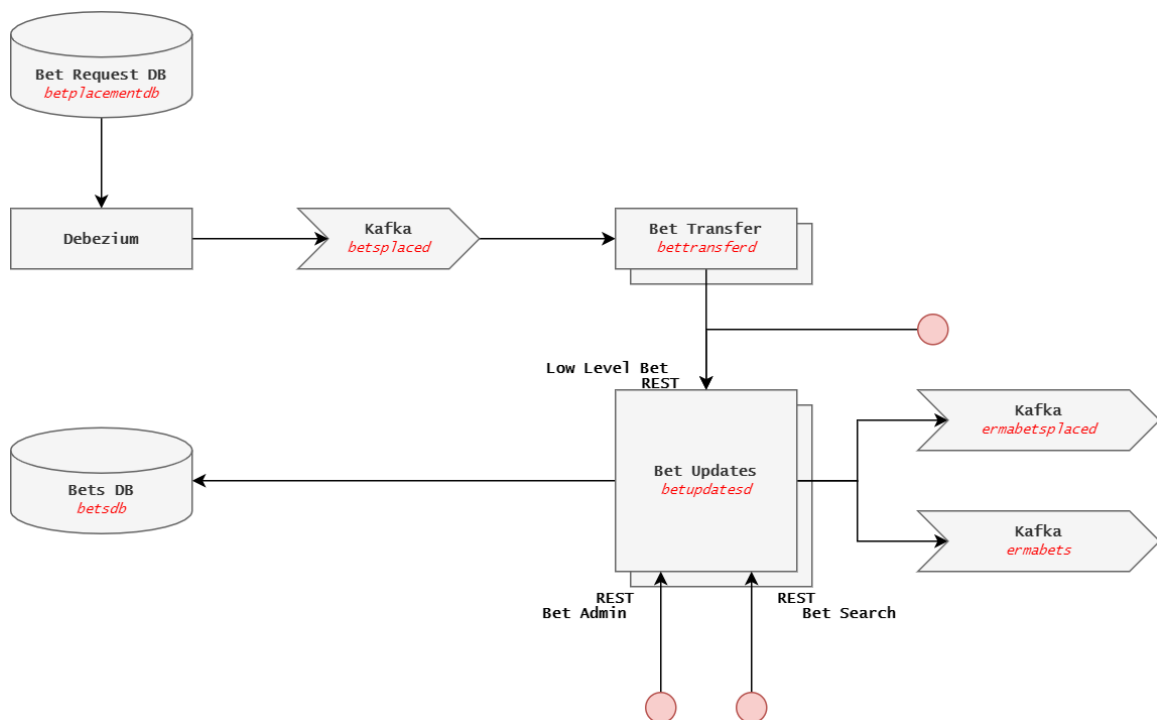 Bet Request DB
betplacementdb
Debezium
Kafka
betsplaced
Bet Transfer
bettransferd
Low Level Bet
REST
Bets DB
betsdb
Bet Updates
betupdatesd
Kafka
ermabetsplaced
Kafka
ermabets
REST
Bet Admin
REST
Bet Search